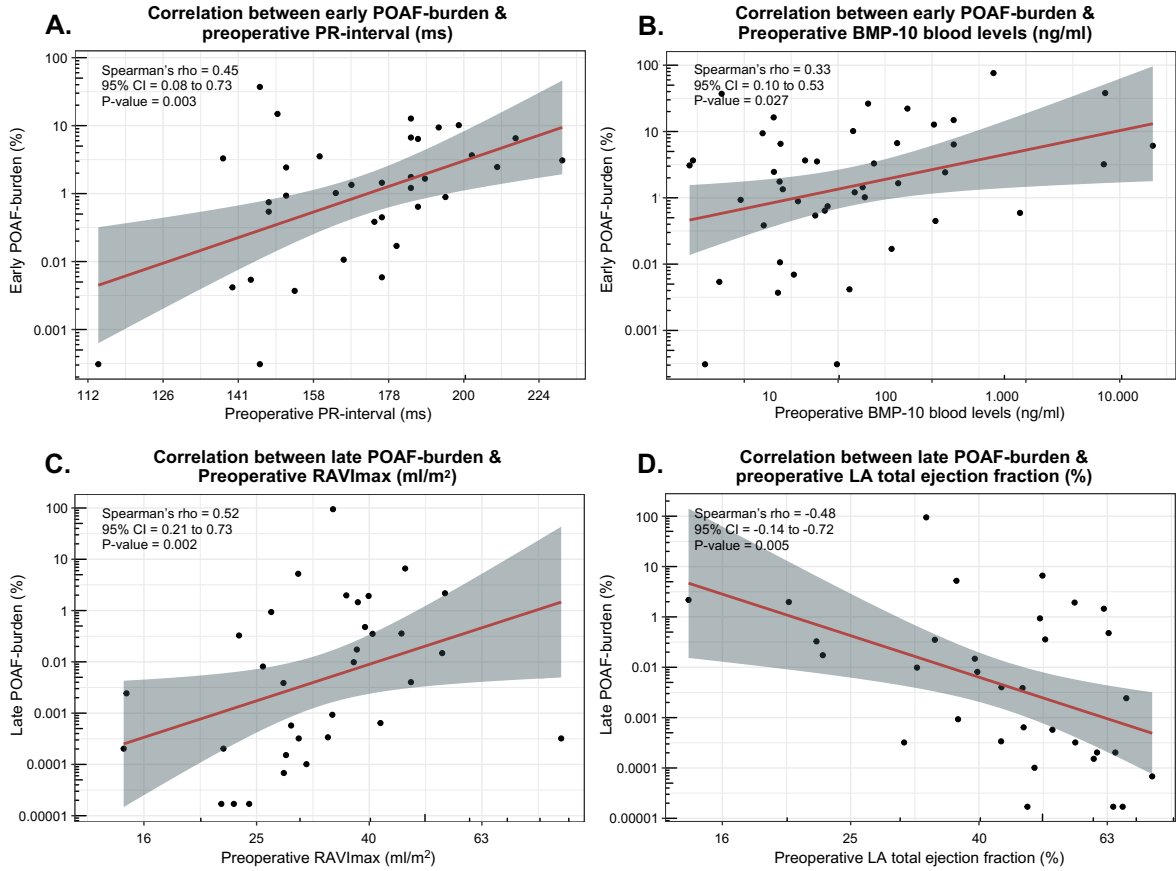 A.
Correlation between early POAF-burden &
preoperative PR-interval (ms)
Spearman's rho = 0.45
95% CI = 0.08 to 0.73
P-value = 0.003
Early POAF-burden (%)
100
10
1
0.01
0.001
112 126 141 158 178 200 224
Preoperative PR-interval (ms)
B.
Correlation between early POAF-burden &
Preoperative BMP-10 blood levels (ng/ml)
Spearman's rho = 0.33
95% CI = 0.10 to 0.53
P-value = 0.027
Early POAF-burden (%)
100
10
1
0.01
0.001
10 100 1.000 10.000
Preoperative BMP-10 blood levels (ng/ml)
C.
Correlation between late POAF-burden &
Preoperative RAVImax (ml/m²)
Spearman's rho = 0.52
95% CI = 0.21 to 0.73
P-value = 0.002
Late POAF-burden (%)
100
10
1
0.01
0.001
0.0001
0.00001
16 25 40 63
Preoperative RAVImax (ml/m²)
D.
Correlation between late POAF-burden &
preoperative LA total ejection fraction (%)
Spearman's rho = -0.48
95% CI = -0.14 to -0.72
P-value = 0.005
Late POAF-burden (%)
100
10
1
0.01
0.001
0.0001
0.00001
16 25 40 63
Preoperative LA total ejection fraction (%)